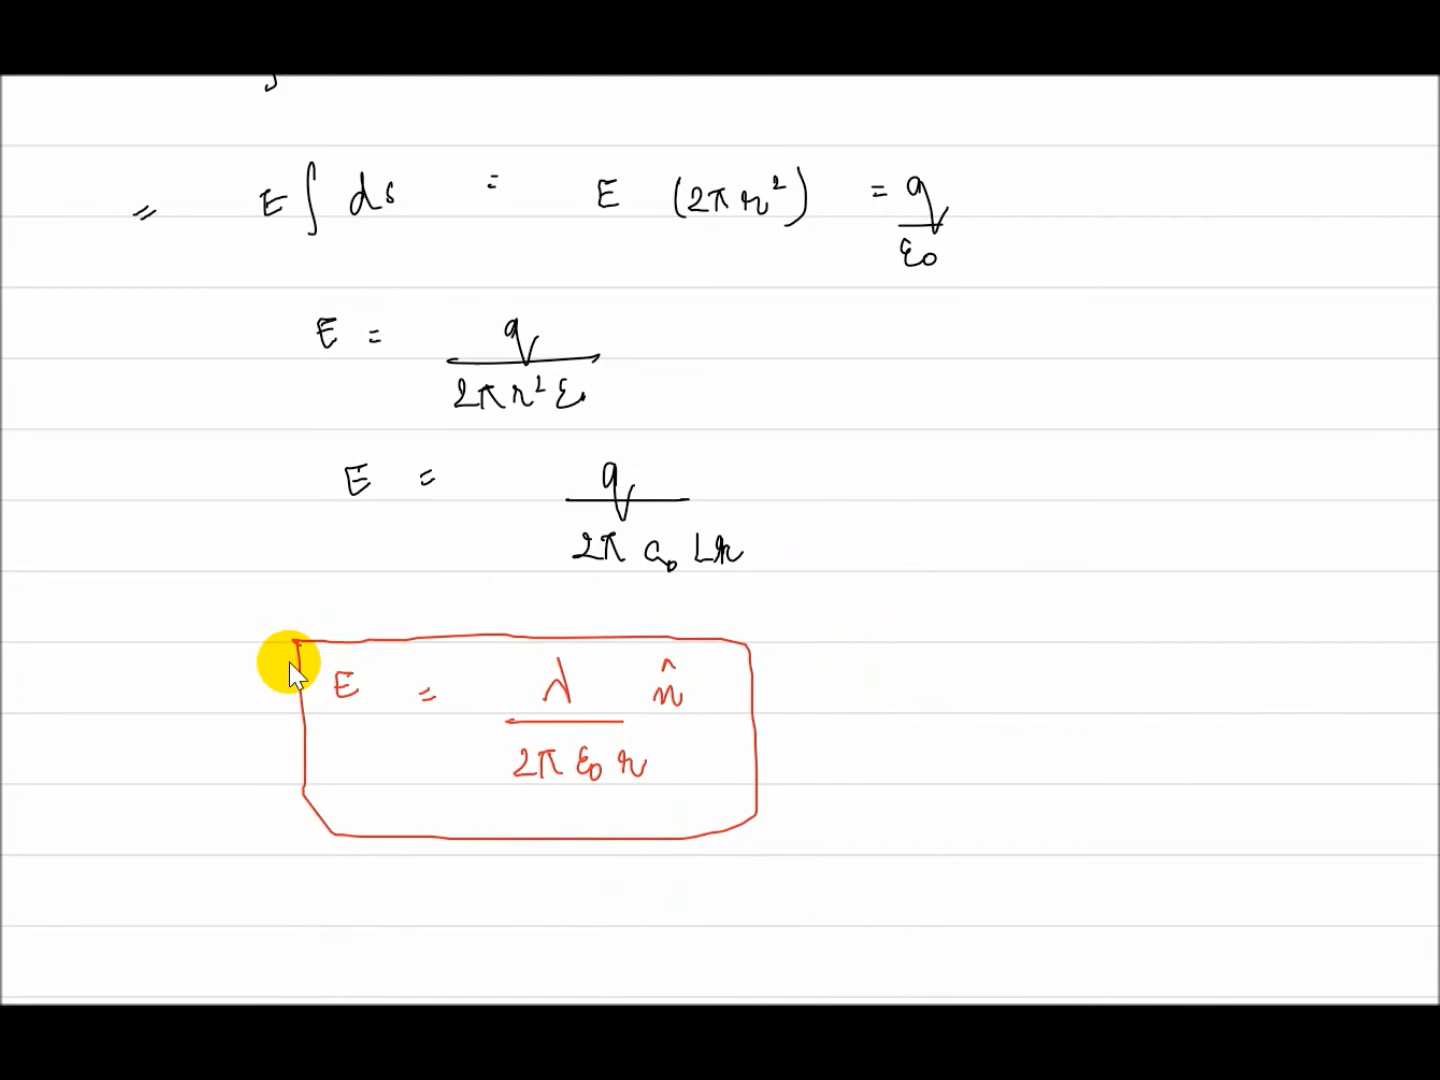 = E ∫ ds = E (2πr²) = q/ε₀
E = q / 2πr²ε₀
E = q / 2π ε₀ Lr
E = λ / 2π ε₀ r n̂